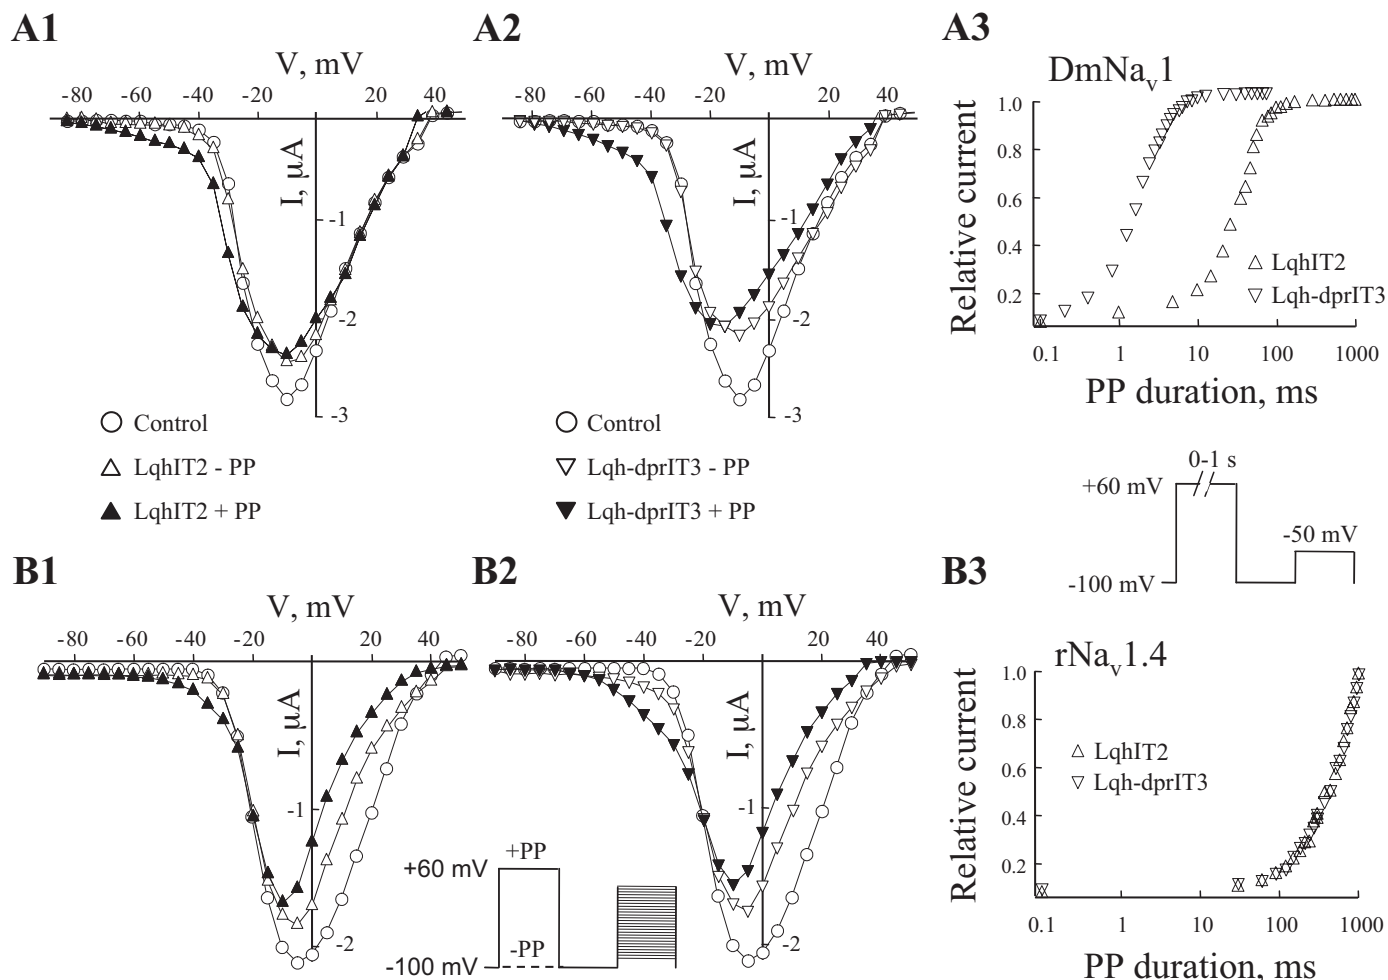 A1
V, mV
-80 -60 -40 -20 20 40
I, µA
-1
-2
-3
Control
LqhIT2 - PP
LqhIT2 + PP
A2
V, mV
-80 -60 -40 -20 20 40
I, µA
-1
-2
-3
Control
Lqh-dprIT3 - PP
Lqh-dprIT3 + PP
A3
DmNav1
Relative current
1.0
0.8
0.6
0.4
0.2
LqhIT2
Lqh-dprIT3
0.1 1 10 100 1000
PP duration, ms
0-1 s
+60 mV
-50 mV
-100 mV
B1
V, mV
-80 -60 -40 -20 20 40
I, µA
-1
-2
B2
V, mV
-80 -60 -40 -20 20 40
I, µA
-1
-2
+60 mV
+PP
-PP
-100 mV
B3
rNav1.4
Relative current
1.0
0.8
0.6
0.4
0.2
LqhIT2
Lqh-dprIT3
0.1 1 10 100 1000
PP duration, ms